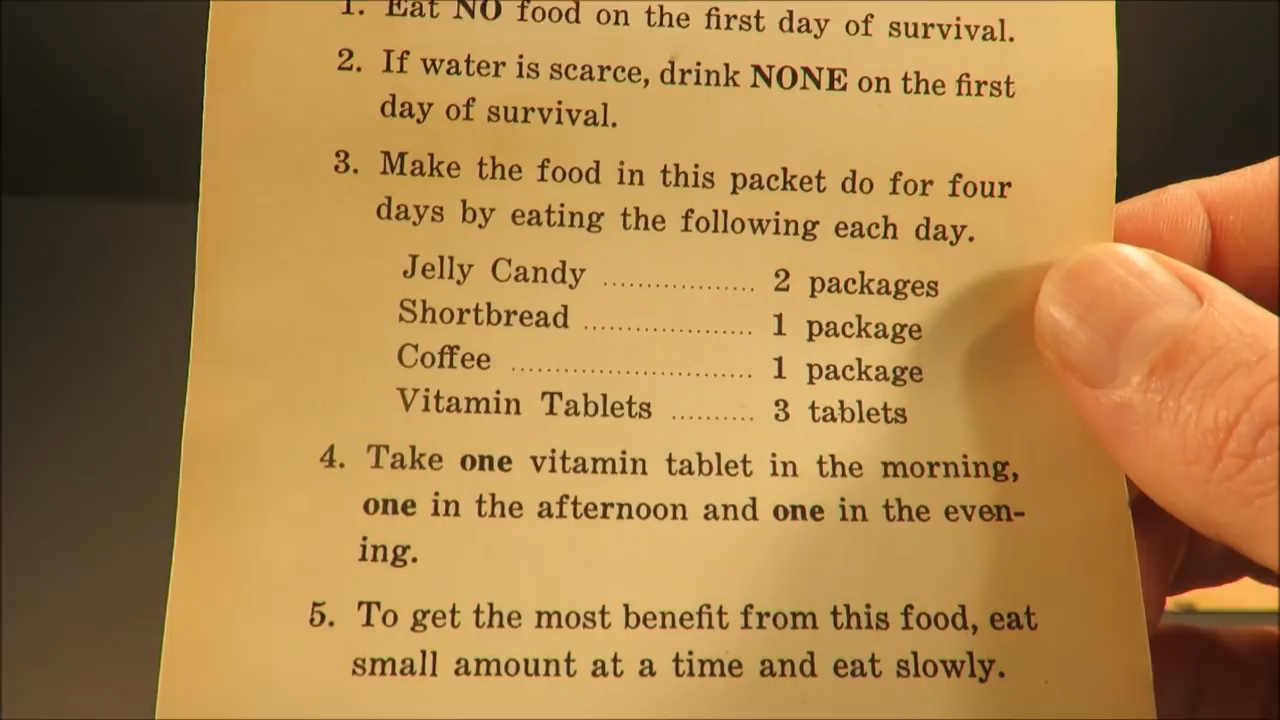 1. Eat NO food on the first day of survival.
2. If water is scarce, drink NONE on the first
day of survival.
3. Make the food in this packet do for four
days by eating the following each day.
Jelly Candy ................. 2 packages
Shortbread ................... 1 package
Coffee ........................... 1 package
Vitamin Tablets .......... 3 tablets
4. Take one vitamin tablet in the morning,
one in the afternoon and one in the even-
ing.
5. To get the most benefit from this food, eat
small amount at a time and eat slowly.